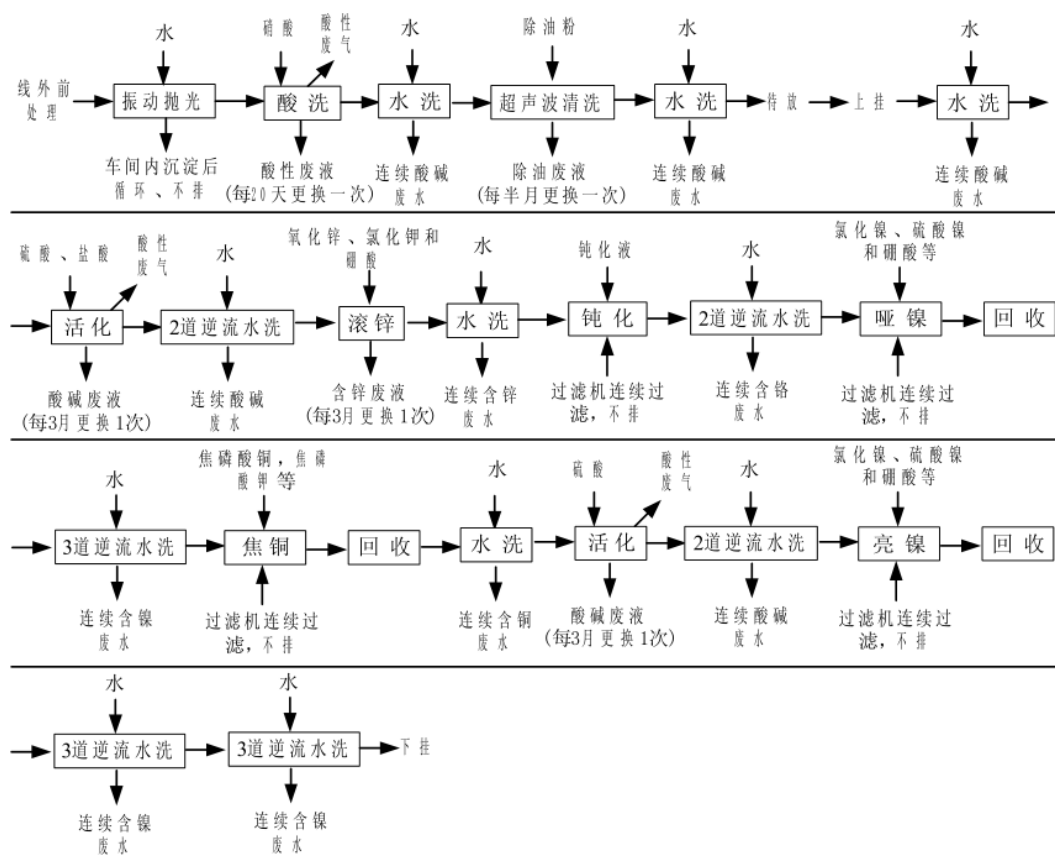 水
硝酸
酸性
废气
水
除油粉
水
水
线外前
处理
振动抛光
酸洗
水洗
超声波清洗
水洗
待放
上挂
水洗
车间内沉淀后
循环、不排
酸性废液
(每20天更换一次)
连续酸碱
废水
除油废液
(每半月更换一次)
连续酸碱
废水
连续酸碱
废水
硫酸、盐酸
酸性
废气
水
氧化锌、氯化钾和
硼酸
水
钝化液
水
氯化镍、硫酸镍
和硼酸等
活化
2道逆流水洗
滚锌
水洗
钝化
2道逆流水洗
哑镍
回收
酸碱废液
(每3月更换1次)
连续酸碱
废水
含锌废液
(每3月更换1次)
连续含锌
废水
过滤机连续过
滤，不排
连续含铬
废水
过滤机连续过
滤，不排
水
焦磷酸铜，焦磷
酸钾等
水
硫酸
酸性
废气
水
氯化镍、硫酸镍
和硼酸等
3道逆流水洗
焦铜
回收
水洗
活化
2道逆流水洗
亮镍
回收
连续含镍
废水
过滤机连续过
滤，不排
连续含铜
废水
酸碱废液
(每3月更换1次)
连续酸碱
废水
过滤机连续过
滤，不排
水
水
3道逆流水洗
3道逆流水洗
下挂
连续含镍
废水
连续含镍
废水